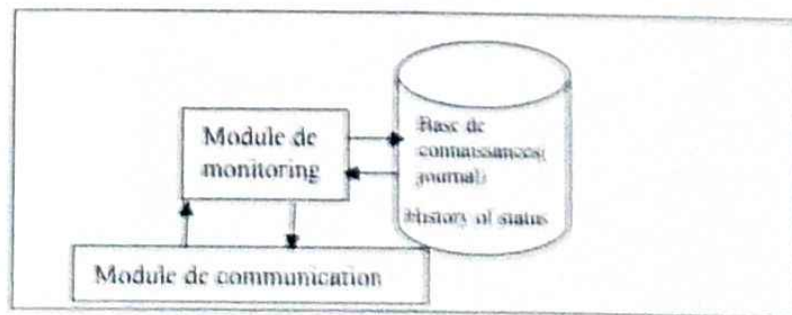 Module de
monitoring
Base de
connaissances(
journal)
History of status
Module de communication